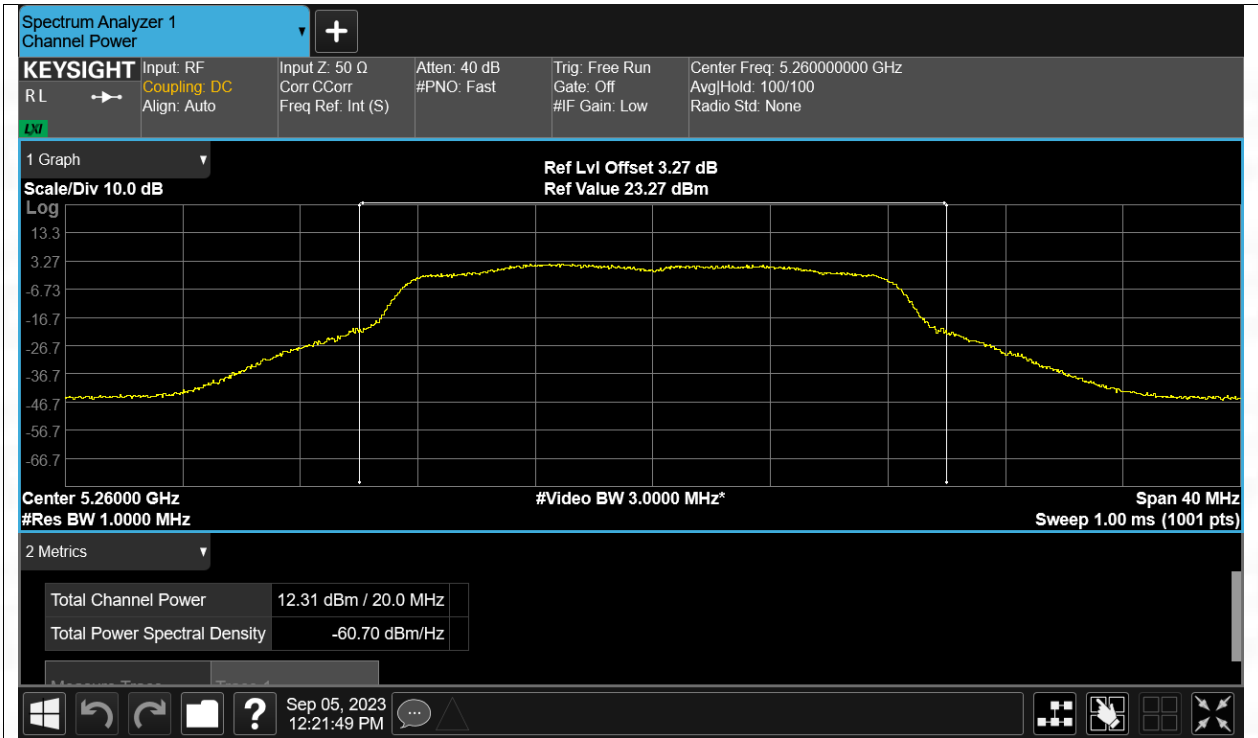 Spectrum Analyzer 1
Channel Power
KEYSIGHT Input: RF Input Z: 50 Ω Atten: 40 dB Trig: Free Run Center Freq: 5.260000000 GHz
R L Coupling: DC Corr CCorr #PNO: Fast Gate: Off Avg|Hold: 100/100
Align: Auto Freq Ref: Int (S) #IF Gain: Low Radio Std: None
LXI
1 Graph
Ref Lvl Offset 3.27 dB
Scale/Div 10.0 dB Ref Value 23.27 dBm
Log
13.3
3.27
-6.73
-16.7
-26.7
-36.7
-46.7
-56.7
-66.7
Center 5.26000 GHz #Video BW 3.0000 MHz* Span 40 MHz
#Res BW 1.0000 MHz Sweep 1.00 ms (1001 pts)
2 Metrics
Total Channel Power 12.31 dBm / 20.0 MHz
Total Power Spectral Density -60.70 dBm/Hz
?
Sep 05, 2023
12:21:49 PM